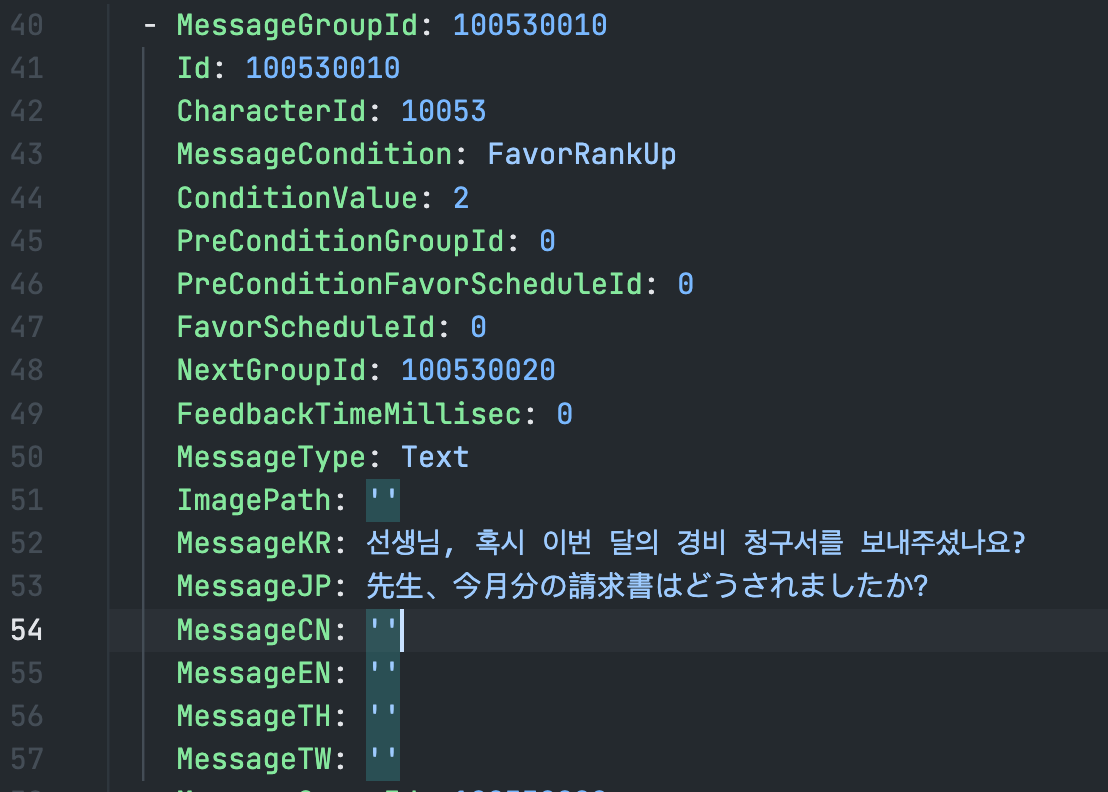 40 - MessageGroupId: 100530010
41 Id: 100530010
42 CharacterId: 10053
43 MessageCondition: FavorRankUp
44 ConditionValue: 2
45 PreConditionGroupId: 0
46 PreConditionFavorScheduleId: 0
47 FavorScheduleId: 0
48 NextGroupId: 100530020
49 FeedbackTimeMillisec: 0
50 MessageType: Text
51 ImagePath: ''
52 MessageKR: 선생님, 혹시 이번 달의 경비 청구서를 보내주셨나요?
53 MessageJP: 先生、今月分の請求書はどうされましたか?
54 MessageCN: ''
55 MessageEN: ''
56 MessageTH: ''
57 MessageTW: ''